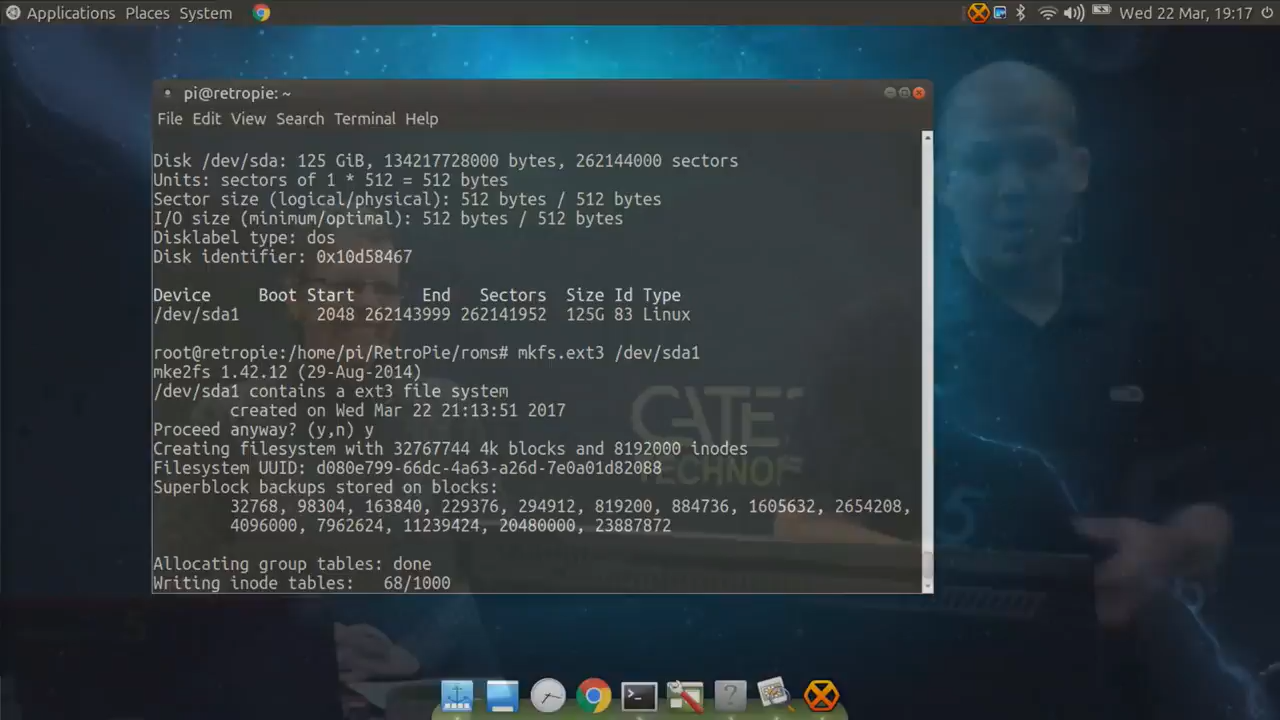 Applications Places System
Wed 22 Mar, 19:17
pi@retropie: ~
File Edit View Search Terminal Help
Disk /dev/sda: 125 GiB, 134217728000 bytes, 262144000 sectors
Units: sectors of 1 * 512 = 512 bytes
Sector size (logical/physical): 512 bytes / 512 bytes
I/O size (minimum/optimal): 512 bytes / 512 bytes
Disklabel type: dos
Disk identifier: 0x10d58467
Device Boot Start End Sectors Size Id Type
/dev/sda1 2048 262143999 262141952 125G 83 Linux
root@retropie:/home/pi/RetroPie/roms# mkfs.ext3 /dev/sda1
mke2fs 1.42.12 (29-Aug-2014)
/dev/sda1 contains a ext3 file system
created on Wed Mar 22 21:13:51 2017
Proceed anyway? (y,n) y
Creating filesystem with 32767744 4k blocks and 8192000 inodes
Filesystem UUID: d080e799-66dc-4a63-a26d-7e0a01d82088
Superblock backups stored on blocks:
32768, 98304, 163840, 229376, 294912, 819200, 884736, 1605632, 2654208,
4096000, 7962624, 11239424, 20480000, 23887872
Allocating group tables: done
Writing inode tables: 68/1000